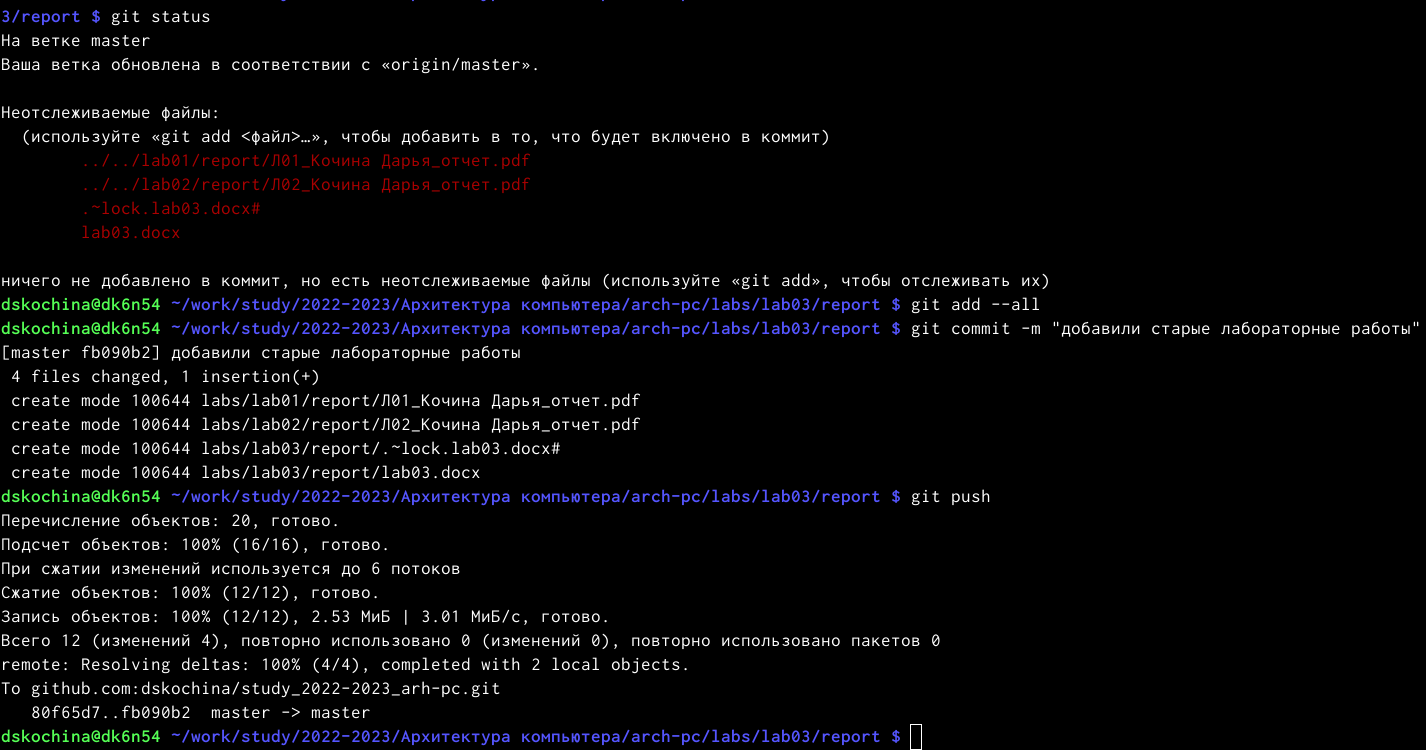 3/report $ git status
На ветке master
Ваша ветка обновлена в соответствии с «origin/master».
Неотслеживаемые файлы:
(используйте «git add <файл>…», чтобы добавить в то, что будет включено в коммит)
../../lab01/report/Л01_Кочина Дарья_отчет.pdf
../../lab02/report/Л02_Кочина Дарья_отчет.pdf
.~lock.lab03.docx#
lab03.docx
ничего не добавлено в коммит, но есть неотслеживаемые файлы (используйте «git add», чтобы отслеживать их)
dskochina@dk6n54 ~/work/study/2022-2023/Архитектура компьютера/arch-pc/labs/lab03/report $ git add --all
dskochina@dk6n54 ~/work/study/2022-2023/Архитектура компьютера/arch-pc/labs/lab03/report $ git commit -m "добавили старые лабораторные работы"
[master fb090b2] добавили старые лабораторные работы
4 files changed, 1 insertion(+)
create mode 100644 labs/lab01/report/Л01_Кочина Дарья_отчет.pdf
create mode 100644 labs/lab02/report/Л02_Кочина Дарья_отчет.pdf
create mode 100644 labs/lab03/report/.~lock.lab03.docx#
create mode 100644 labs/lab03/report/lab03.docx
dskochina@dk6n54 ~/work/study/2022-2023/Архитектура компьютера/arch-pc/labs/lab03/report $ git push
Перечисление объектов: 20, готово.
Подсчет объектов: 100% (16/16), готово.
При сжатии изменений используется до 6 потоков
Сжатие объектов: 100% (12/12), готово.
Запись объектов: 100% (12/12), 2.53 МиБ | 3.01 МиБ/с, готово.
Всего 12 (изменений 4), повторно использовано 0 (изменений 0), повторно использовано пакетов 0
remote: Resolving deltas: 100% (4/4), completed with 2 local objects.
To github.com:dskochina/study_2022-2023_arh-pc.git
80f65d7..fb090b2  master -> master
dskochina@dk6n54 ~/work/study/2022-2023/Архитектура компьютера/arch-pc/labs/lab03/report $